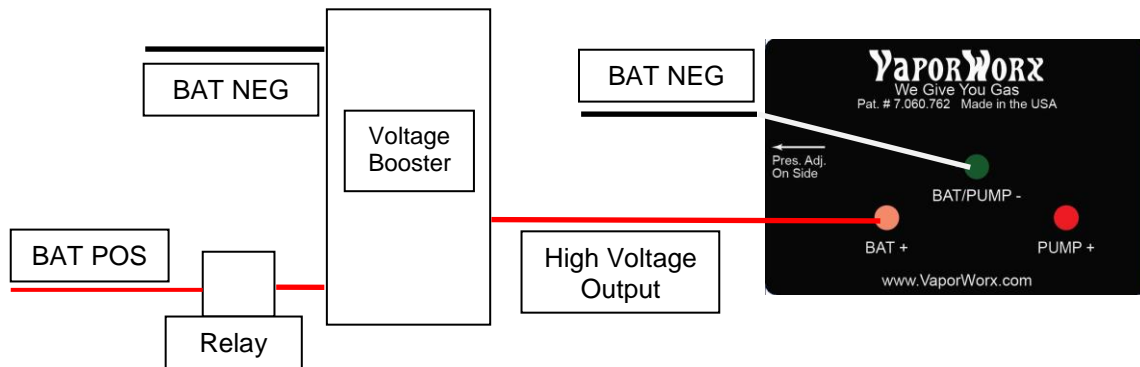 BAT NEG
Voltage
Booster
BAT POS
Relay
High Voltage
Output
BAT NEG
VAPORWORX
We Give You Gas
Pat. # 7.060.762 Made in the USA
Pres. Adj.
On Side
BAT/PUMP -
BAT +
PUMP +
www.VaporWorx.com